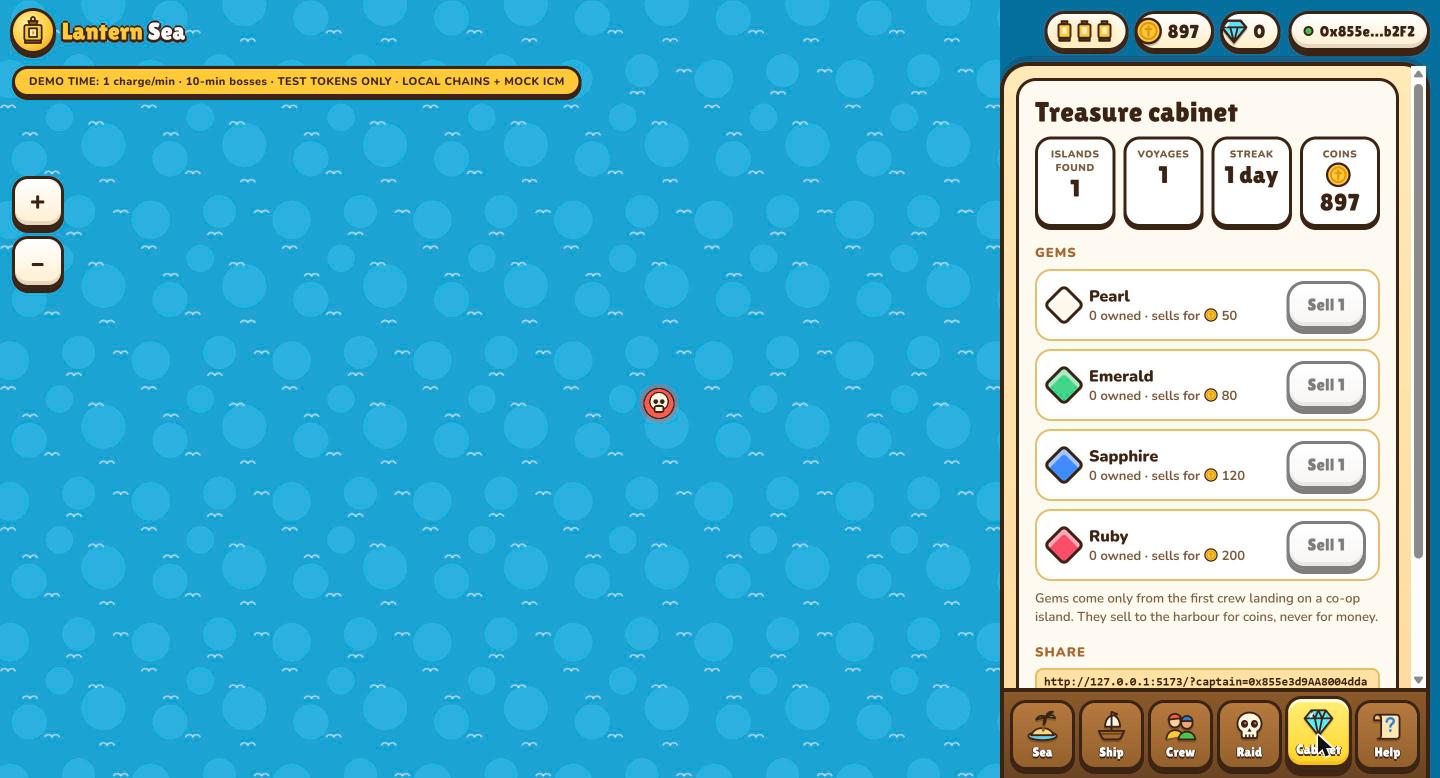 Lantern Sea
897
0
0x855e...b2F2
DEMO TIME: 1 charge/min · 10-min bosses · TEST TOKENS ONLY · LOCAL CHAINS + MOCK ICM
+
−
Treasure cabinet
ISLANDS FOUND
1
VOYAGES
1
STREAK
1 day
COINS
897
GEMS
Pearl
0 owned · sells for 50
Sell 1
Emerald
0 owned · sells for 80
Sell 1
Sapphire
0 owned · sells for 120
Sell 1
Ruby
0 owned · sells for 200
Sell 1
Gems come only from the first crew landing on a co-op
island. They sell to the harbour for coins, never for money.
SHARE
http://127.0.0.1:5173/?captain=0x855e3d9AA8004dda
Sea
Ship
Crew
Raid
Cabinet
Help